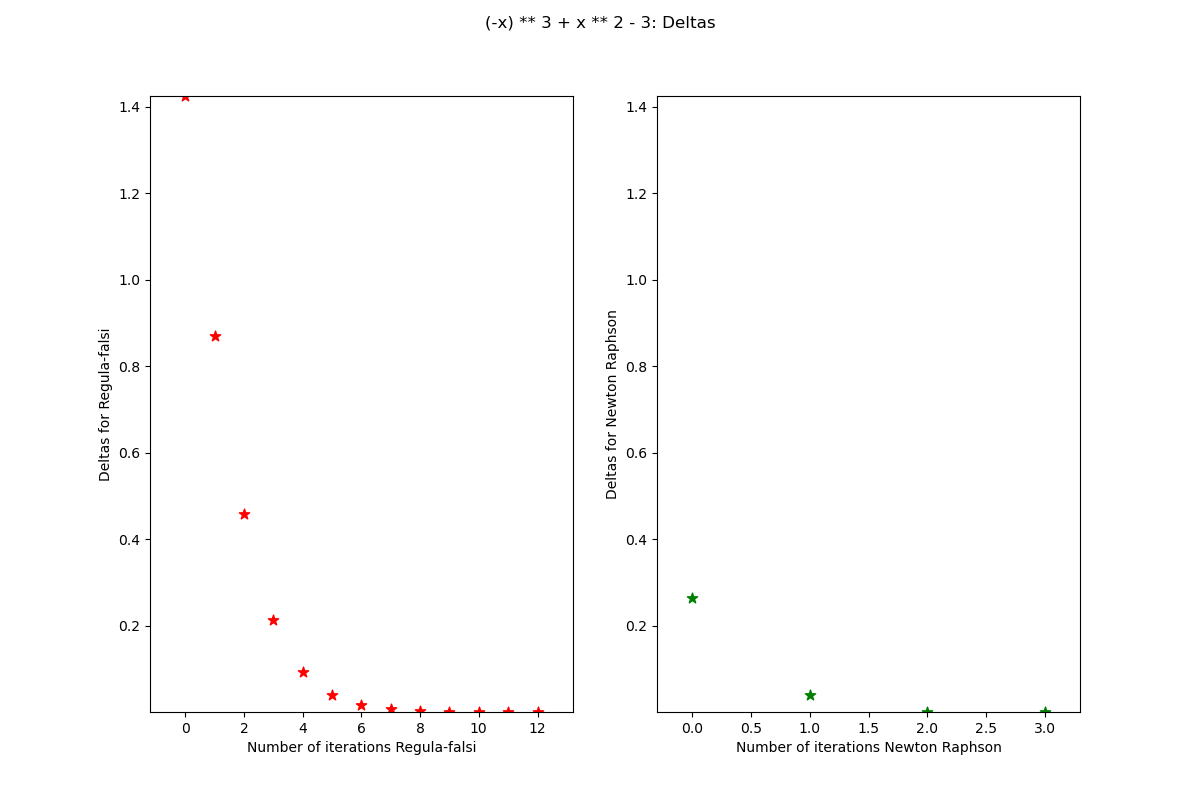 (-x) ** 3 + x ** 2 - 3: Deltas
Deltas for Regula-falsi
1.4
1.2
1.0
0.8
0.6
0.4
0.2
0 2 4 6 8 10 12
Number of iterations Regula-falsi
Deltas for Newton Raphson
1.4
1.2
1.0
0.8
0.6
0.4
0.2
0.0 0.5 1.0 1.5 2.0 2.5 3.0
Number of iterations Newton Raphson